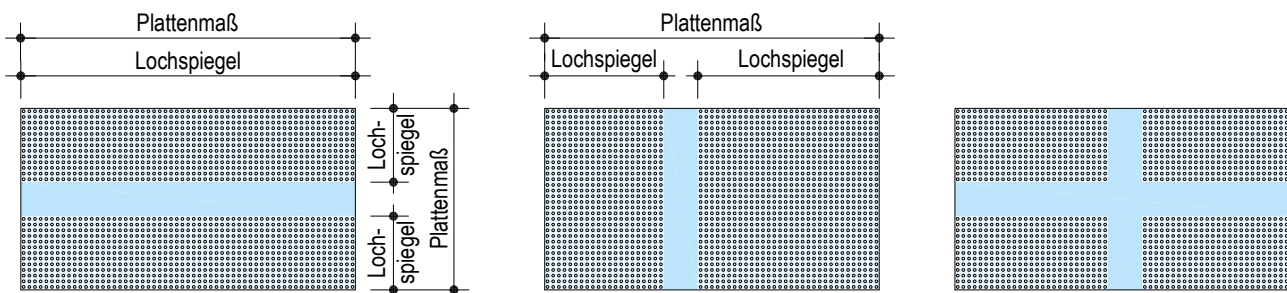 Plattenmaß
Lochspiegel
Loch-
spiegel
Loch-
spiegel
Plattenmaß
Plattenmaß
Lochspiegel
Lochspiegel